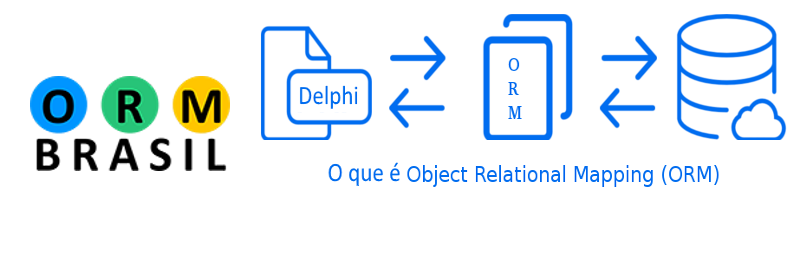 O R M
BRASIL
Delphi
O
R
M
O que é Object Relational Mapping (ORM)